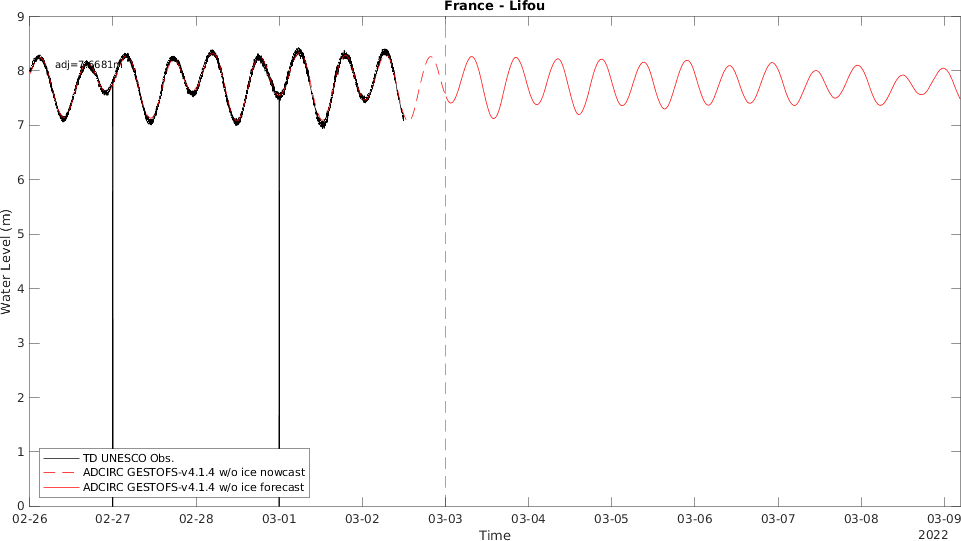 France - Lifou
9
8
7
6
5
4
3
2
1
0
Water Level (m)
adj=7.6681m
TD UNESCO Obs.
ADCIRC GESTOFS-v4.1.4 w/o ice nowcast
ADCIRC GESTOFS-v4.1.4 w/o ice forecast
02-26 02-27 02-28 03-01 03-02 03-03 03-04 03-05 03-06 03-07 03-08 03-09
Time
2022